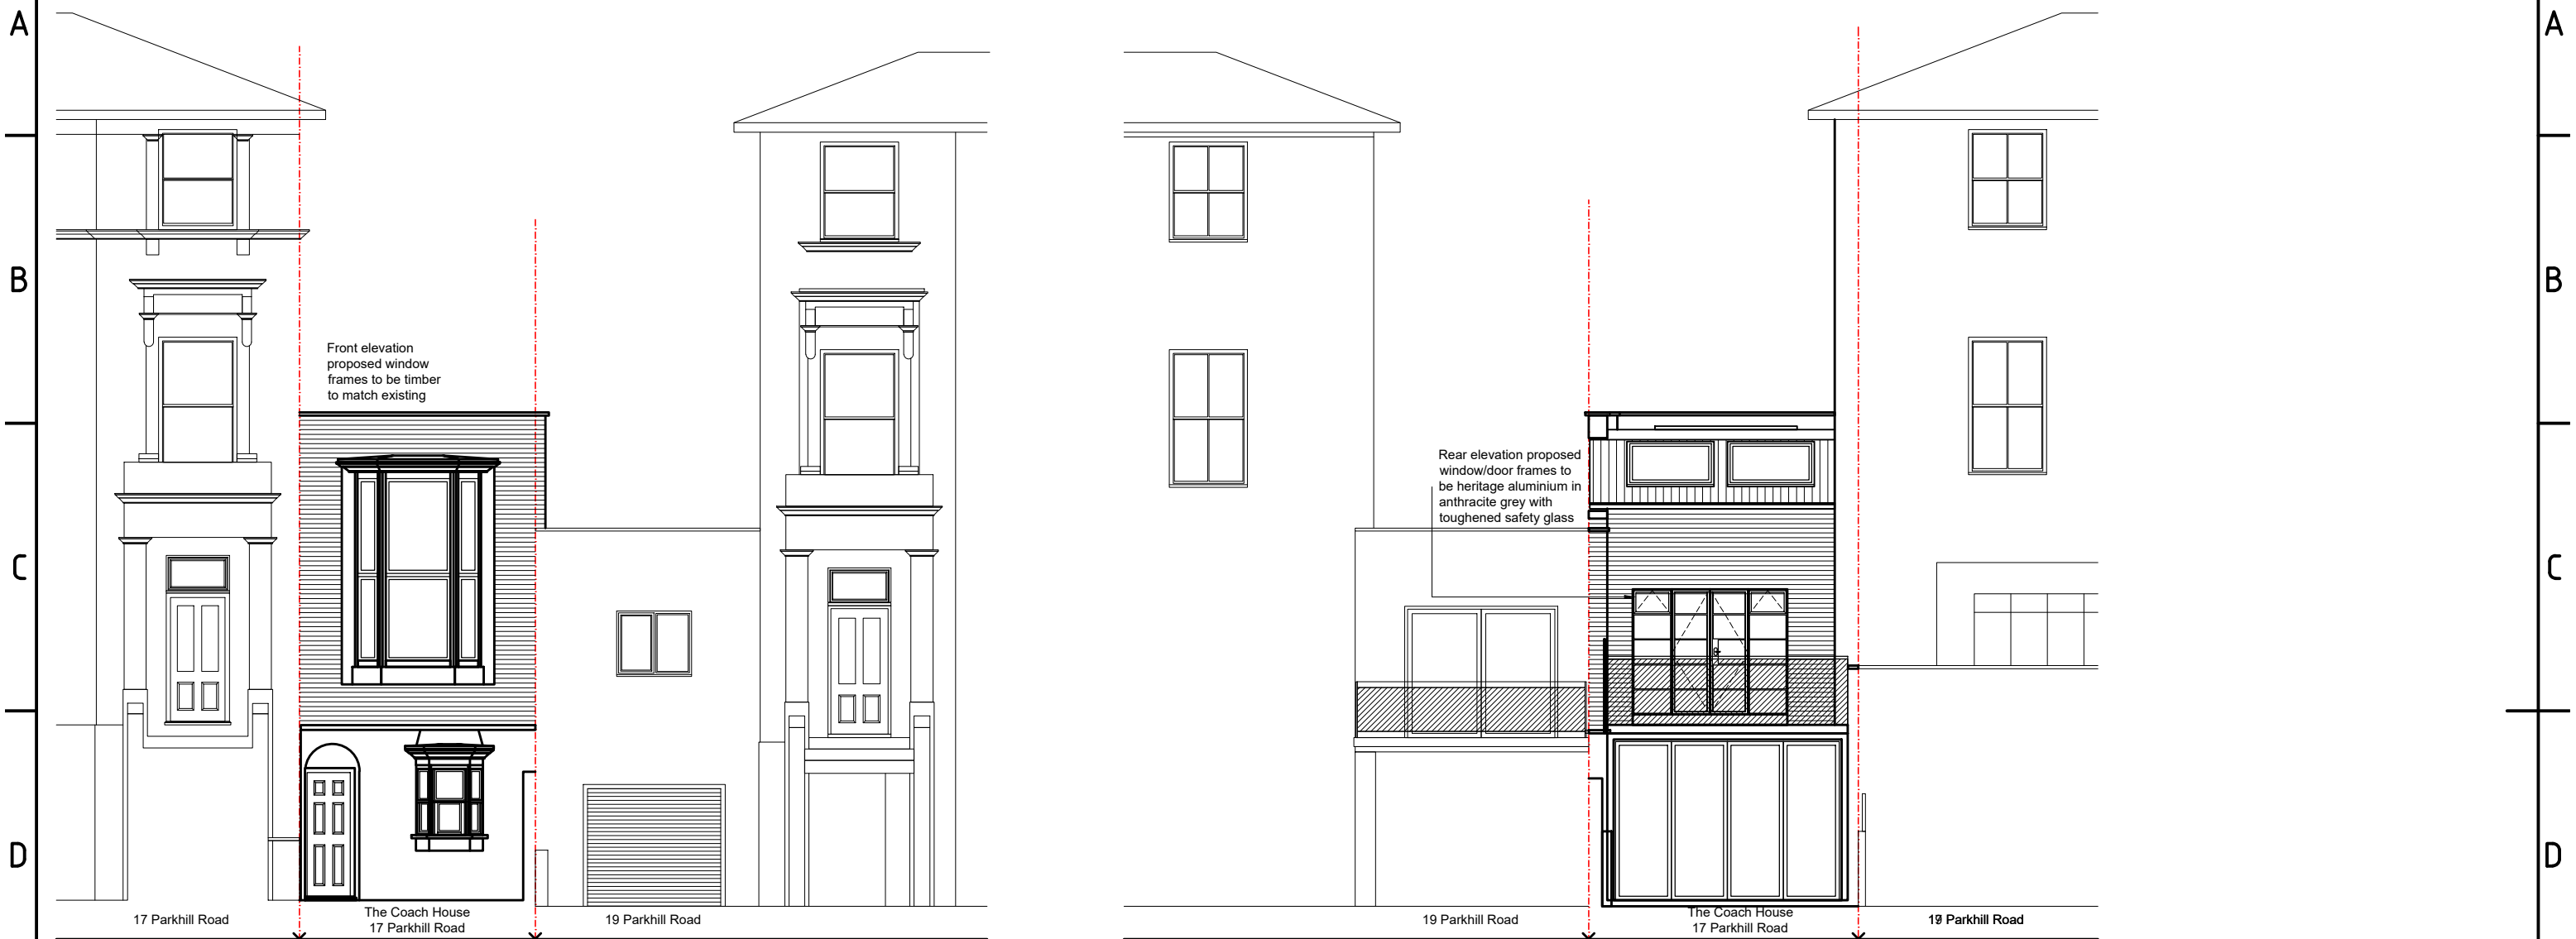 A
A
B
B
C
C
D
D
Front elevation
proposed window
frames to be timber
to match existing
Rear elevation proposed
window/door frames to
be heritage aluminium in
anthracite grey with
toughened safety glass
17 Parkhill Road
The Coach House
17 Parkhill Road
19 Parkhill Road
19 Parkhill Road
The Coach House
17 Parkhill Road
Parkhill Road